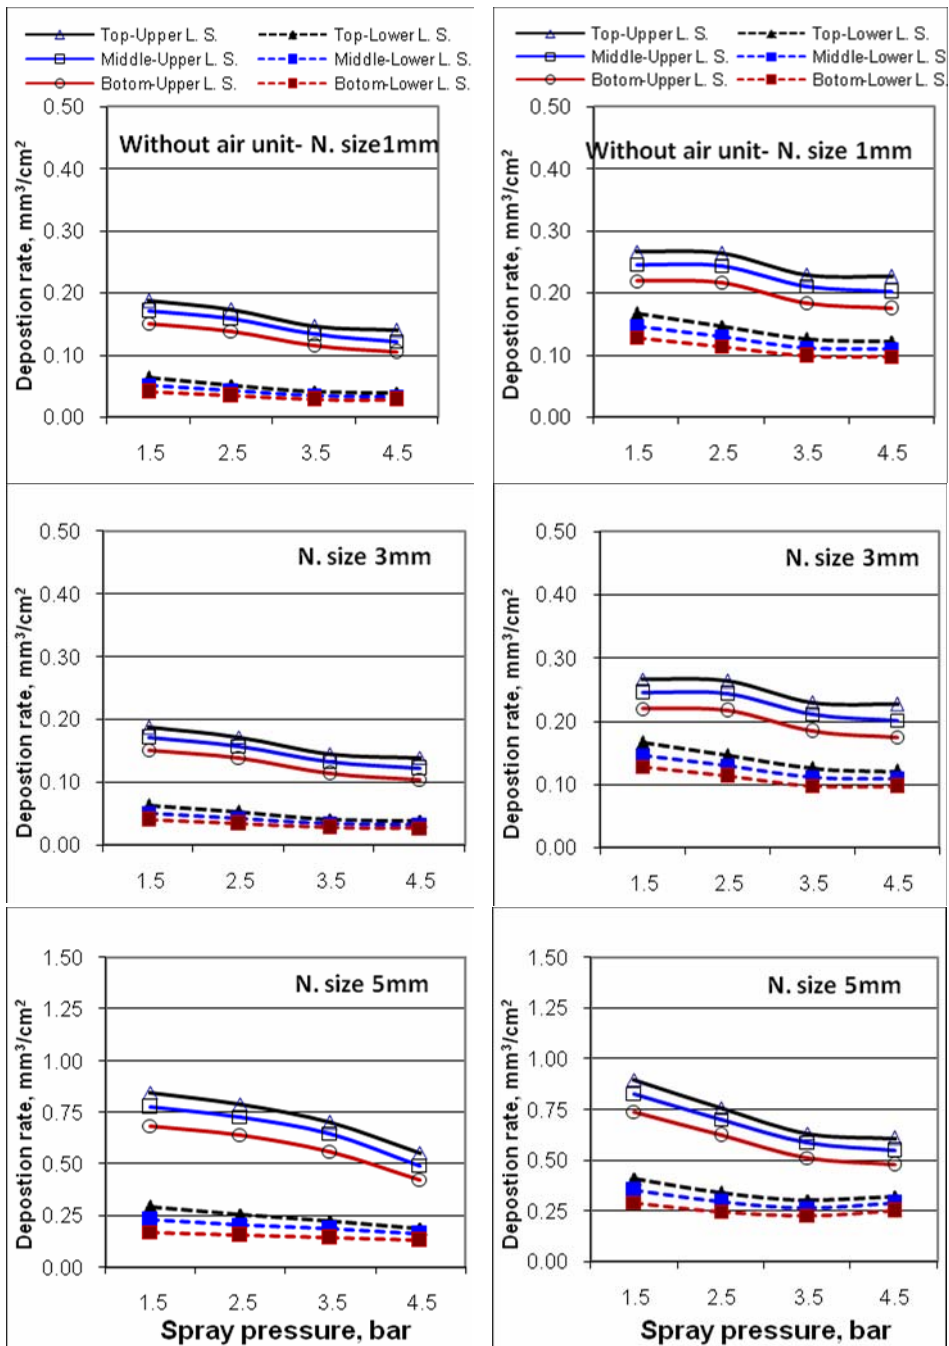 Top-Upper L. S. Top-Lower L. S.
Middle-Upper L. S. Middle-Lower L. S.
Botom-Upper L. S. Botom-Lower L. S.
Without air unit- N. size1mm
Depostion rate, mm³/cm²
0.50
0.40
0.30
0.20
0.10
0.00
1.5 2.5 3.5 4.5
Top-Upper L. S. Top-Lower L. S.
Middle-Upper L. S. Middle-Lower L. S.
Botom-Upper L. S. Botom-Lower L. S.
Without air unit- N. size 1mm
Depostion rate, mm³/cm²
0.50
0.40
0.30
0.20
0.10
0.00
1.5 2.5 3.5 4.5
N. size 3mm
Depostion rate, mm³/cm²
0.50
0.40
0.30
0.20
0.10
0.00
1.5 2.5 3.5 4.5
N. size 3mm
Depostion rate, mm³/cm²
0.50
0.40
0.30
0.20
0.10
0.00
1.5 2.5 3.5 4.5
N. size 5mm
Depostion rate, mm³/cm²
1.50
1.25
1.00
0.75
0.50
0.25
0.00
1.5 2.5 3.5 4.5
Spray pressure, bar
N. size 5mm
Depostion rate, mm³/cm²
1.50
1.25
1.00
0.75
0.50
0.25
0.00
1.5 2.5 3.5 4.5
Spray pressure, bar